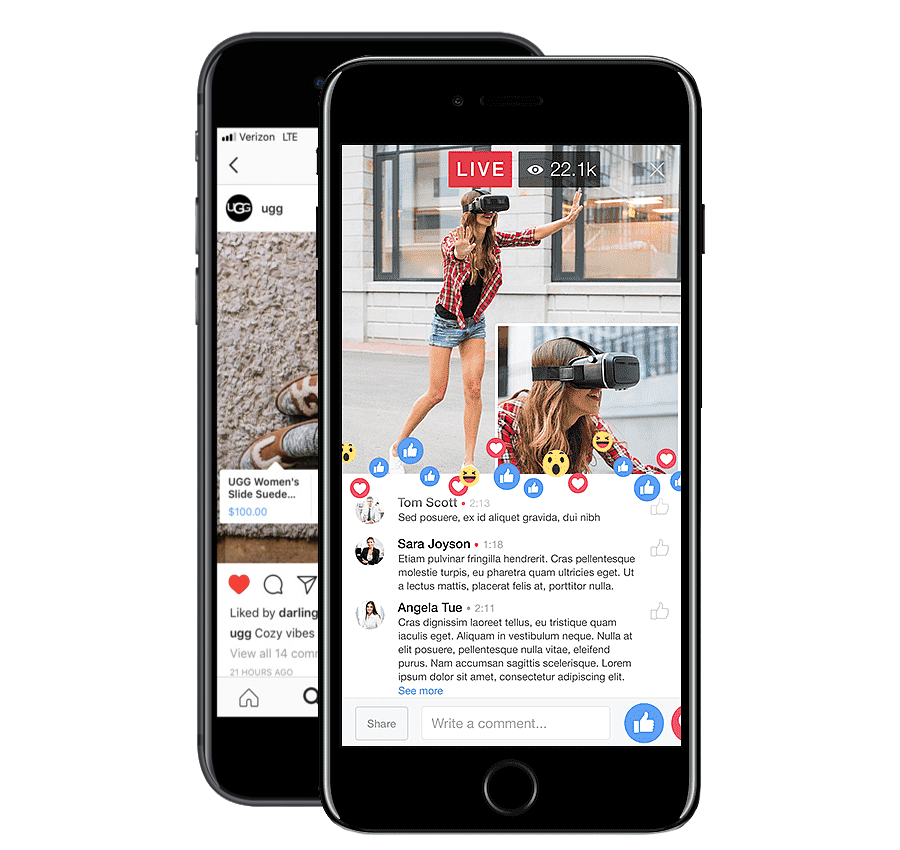 Verizon LTE
UGG
ugg
UGG Women's
Slide Suede...
$100.00
Liked by darling
ugg Cozy vibes
View all 14 comm
21 HOURS AGO
LIVE 22.1k
Tom Scott • 2:13
Sed posuere, ex id aliquet gravida, dui nibh
Sara Joyson • 1:18
Etiam pulvinar fringilla hendrerit. Cras pellentesque
molestie turpis, eu pharetra quam ultricies eget. Ut
a lectus mattis, placerat felis at, porttitor nulla.
Angela Tue • 2:11
Cras dignissim laoreet tellus, eu tristique quam
iaculis eget. Aliquam in vestibulum neque. Nulla at
elit posuere, pellentesque nulla vitae, eleifend
purus. Nam accumsan sagittis scelerisque. Lorem
ipsum dolor sit amet, consectetur adipiscing elit.
See more
Share
Write a comment...